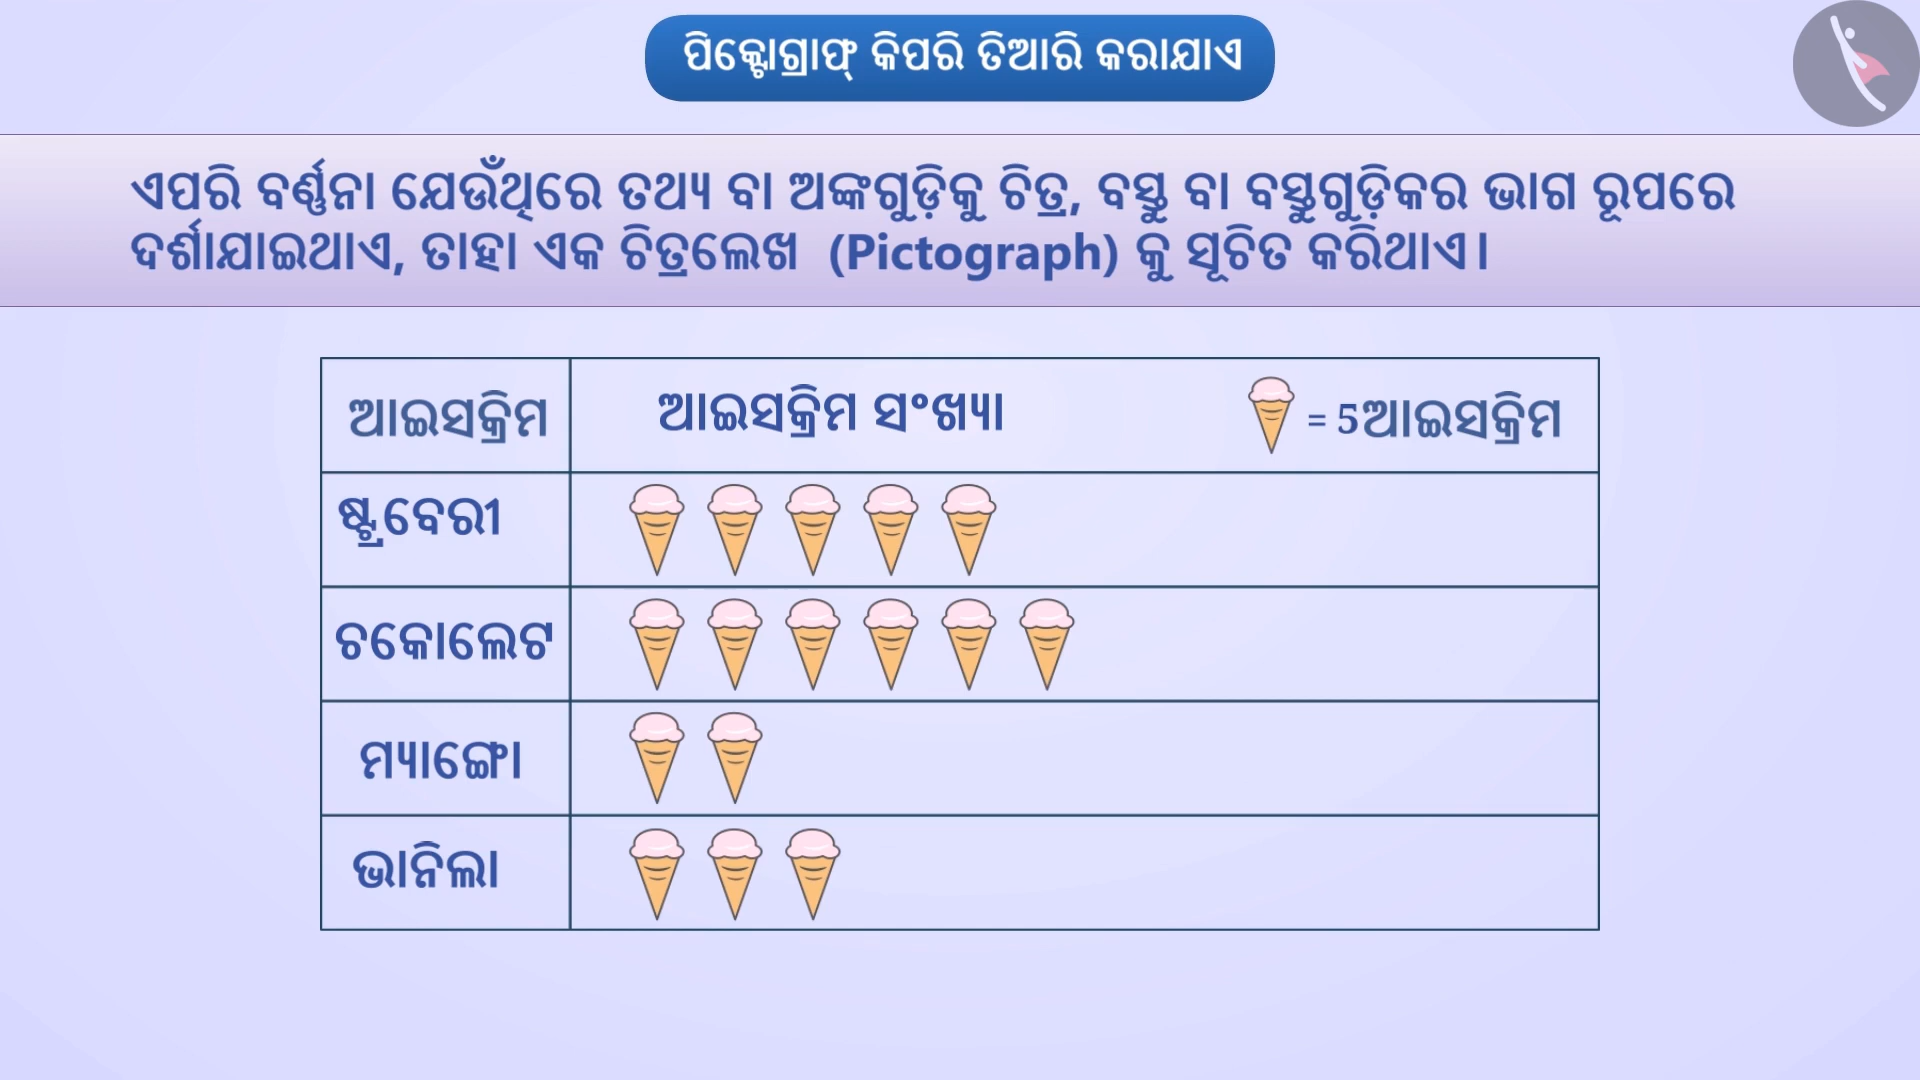 ପିକ୍ଟୋଗ୍ରାଫ୍ କିପରି ତିଆରି କରାଯାଏ
ଏପରି ବର୍ଣ୍ଣନା ଯେଉଁଥିରେ ତଥ୍ୟ ବା ଅଙ୍କଗୁଡ଼ିକୁ ଚିତ୍ର, ବସ୍ତୁ ବା ବସ୍ତୁଗୁଡ଼ିକର ଭାଗ ରୂପରେ
ଦର୍ଶାଯାଇଥାଏ, ତାହା ଏକ ଚିତ୍ରଲେଖ (Pictograph) କୁ ସୂଚିତ କରିଥାଏ।
ଆଇସକ୍ରିମ ଆଇସକ୍ରିମ ସଂଖ୍ୟା = 5ଆଇସକ୍ରିମ
ଷ୍ଟ୍ରବେରୀ
ଚକୋଲେଟ
ମ୍ୟାଙ୍ଗୋ
ଭାନିଲା